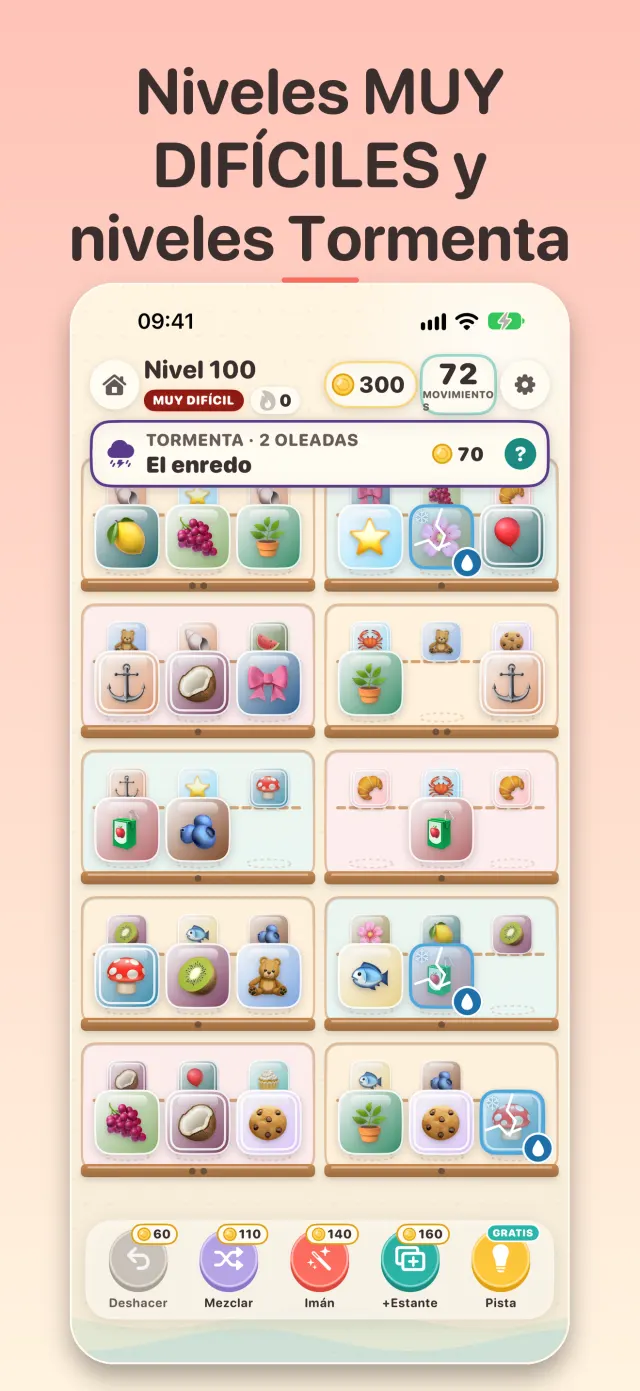 Niveles MUY
DIFÍCILES y
niveles Tormenta
09:41
Nivel 100
MUY DIFÍCIL
0
300
72
MOVIMIENTO
S
TORMENTA · 2 OLEADAS
El enredo
70
?
60
110
140
160
GRATIS
Deshacer
Mezclar
Imán
+Estante
Pista